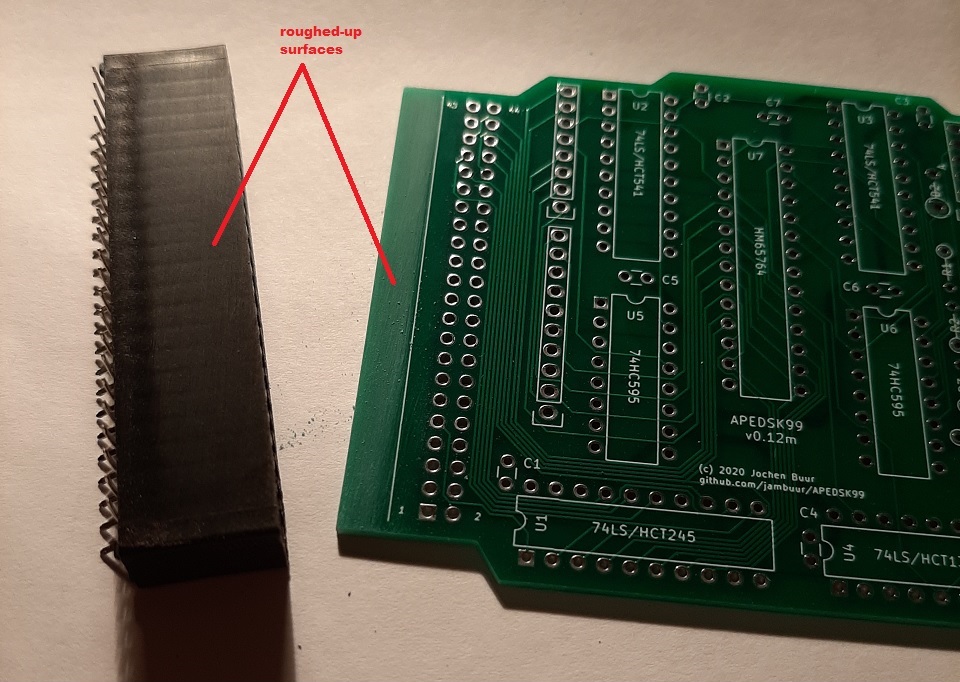 roughed-up
surfaces
U2
74LS/HCT541
C2
C7
U7
HM65764
U3
74LS/HCT541
C3
C5
U5
74HC595
C6
U6
74HC595
R1
APEDSK99
v0.12m
(c) 2020 Jochen Buur
github.com/jambuur/APEDSK99
C1
1
2
U1
74LS/HCT245
C4
U4
74LS/HCT1